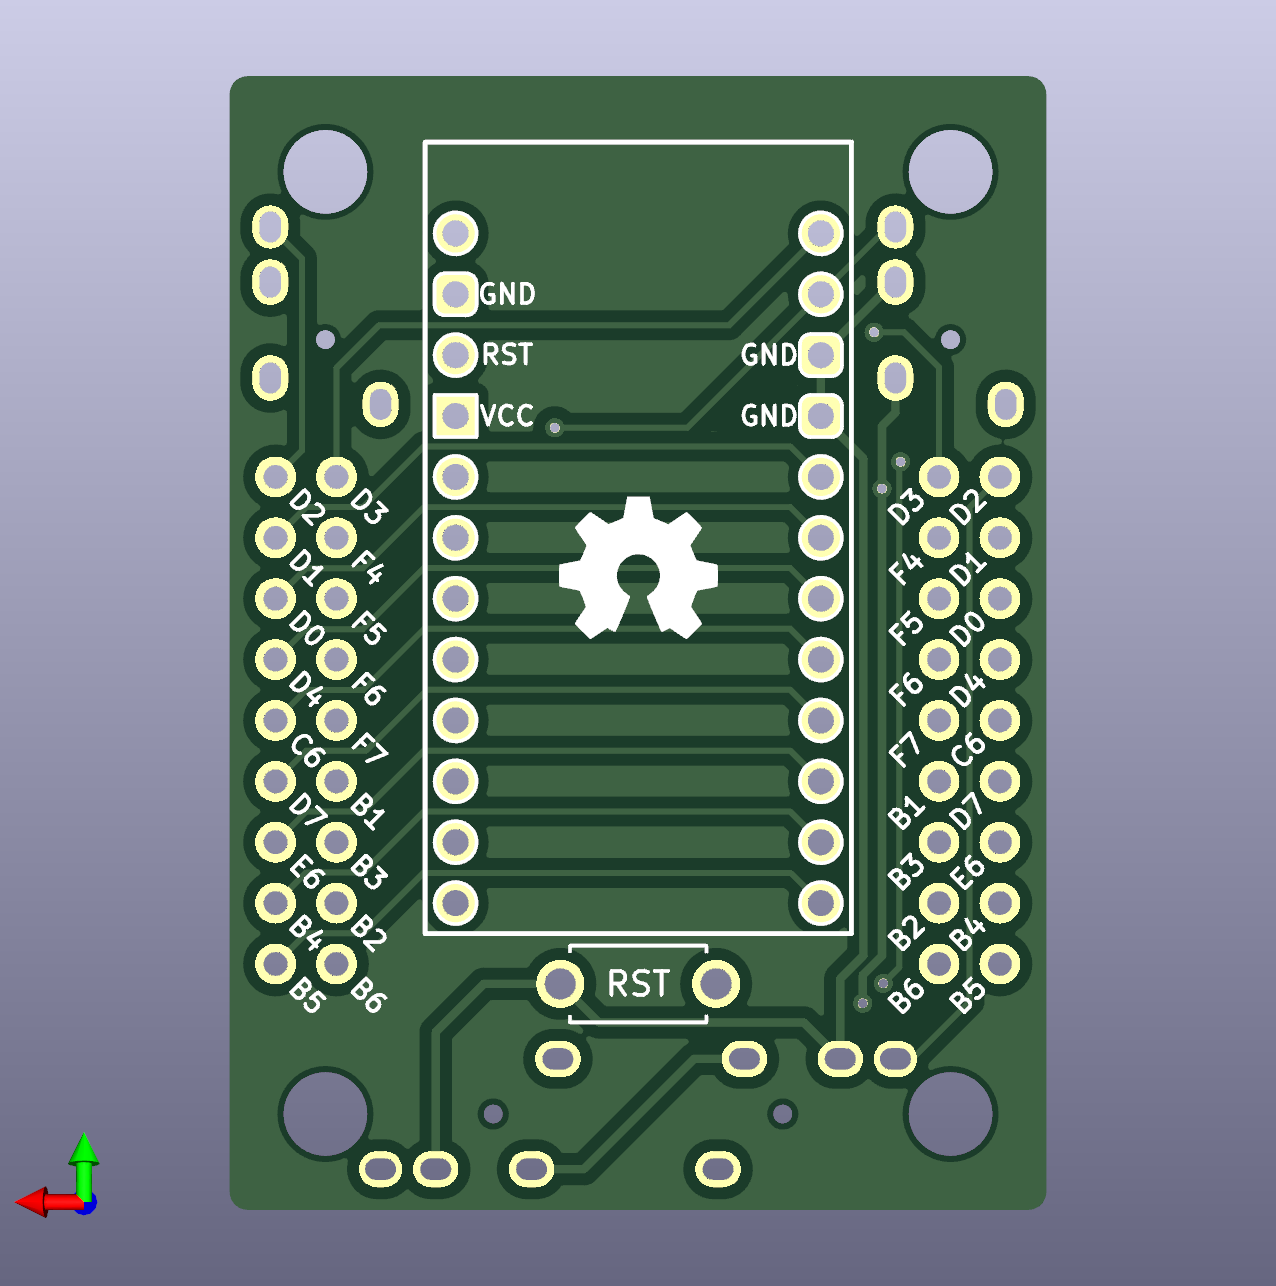 GND
RST
GND
VCC
GND
D2 D3
D3 D2
D1 F4
F4 D1
D0 F5
F5 D0
D4 F6
F6 D4
C6 F7
F7 C6
D7 B1
B1 D7
E6 B3
B3 E6
B4 B2
B2 B4
B5 B6
B6 B5
RST